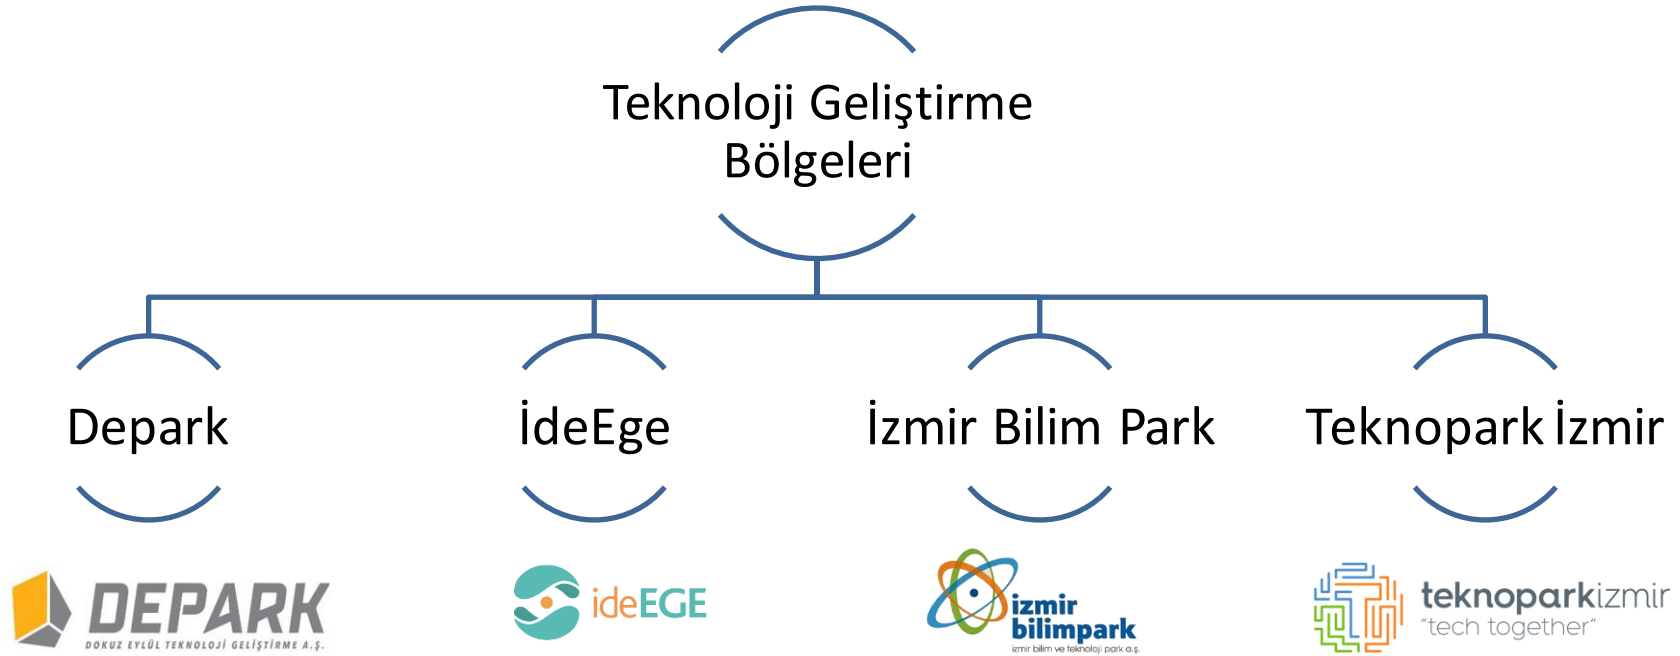 Teknoloji Geliştirme
Bölgeleri
Depark
İdeEge
İzmir Bilim Park
Teknopark İzmir
DEPARK
DOKUZ EYLÜL TEKNOLOJİ GELİŞTİRME A.Ş.
ideEGE
izmir
bilimpark
izmir bilim ve teknoloji park a.ş.
teknoparkizmir
"tech together"